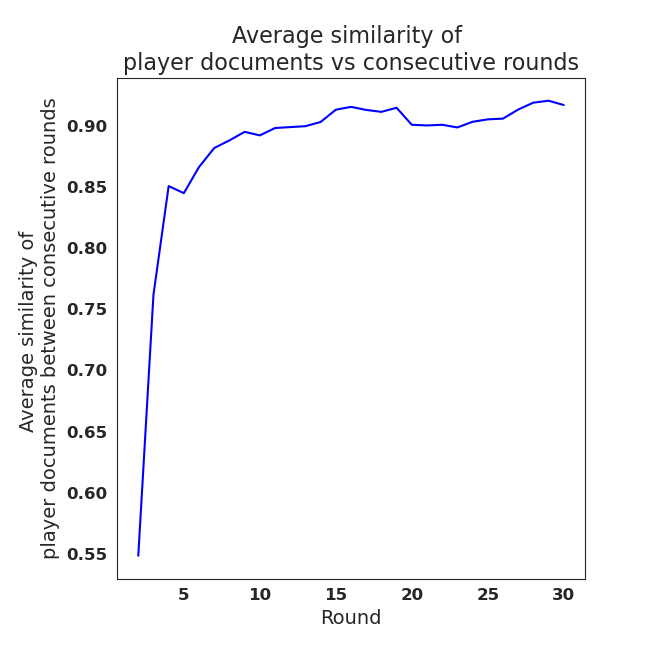 Average similarity of
player documents vs consecutive rounds
Average similarity of
player documents between consecutive rounds
0.90
0.85
0.80
0.75
0.70
0.65
0.60
0.55
5 10 15 20 25 30
Round